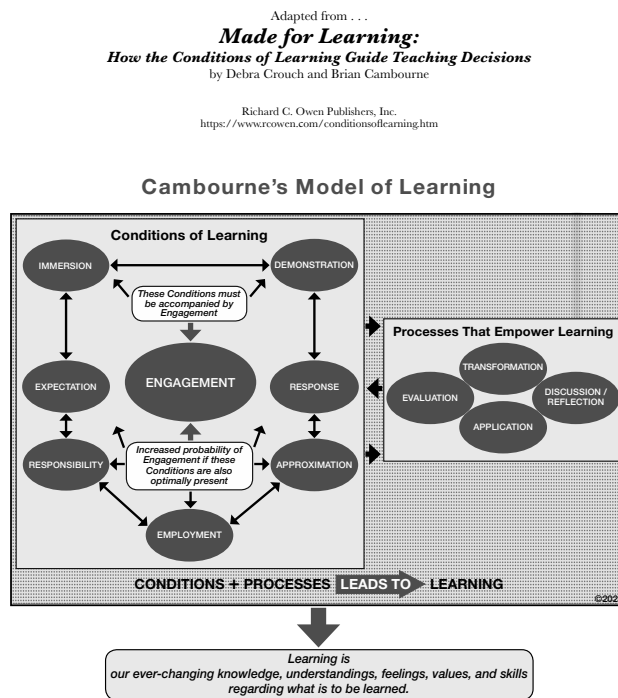 Adapted from . . .
Made for Learning:
How the Conditions of Learning Guide Teaching Decisions
by Debra Crouch and Brian Cambourne
Richard C. Owen Publishers, Inc.
https://www.rcowen.com/conditionsoflearning.htm
Cambourne's Model of Learning
Conditions of Learning
IMMERSION
DEMONSTRATION
These Conditions must
be accompanied by
Engagement
EXPECTATION
ENGAGEMENT
RESPONSE
RESPONSIBILITY
Increased probability of
Engagement if these
Conditions are also
optimally present
APPROXIMATION
EMPLOYMENT
Processes That Empower Learning
TRANSFORMATION
EVALUATION
DISCUSSION /
REFLECTION
APPLICATION
CONDITIONS + PROCESSES LEADS TO LEARNING
Learning is
our ever-changing knowledge, understandings, feelings, values, and skills
regarding what is to be learned.